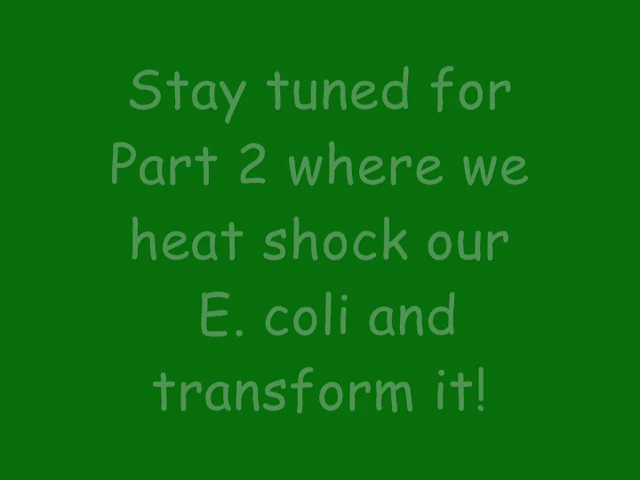 Stay tuned for
Part 2 where we
heat shock our
E. coli and
transform it!